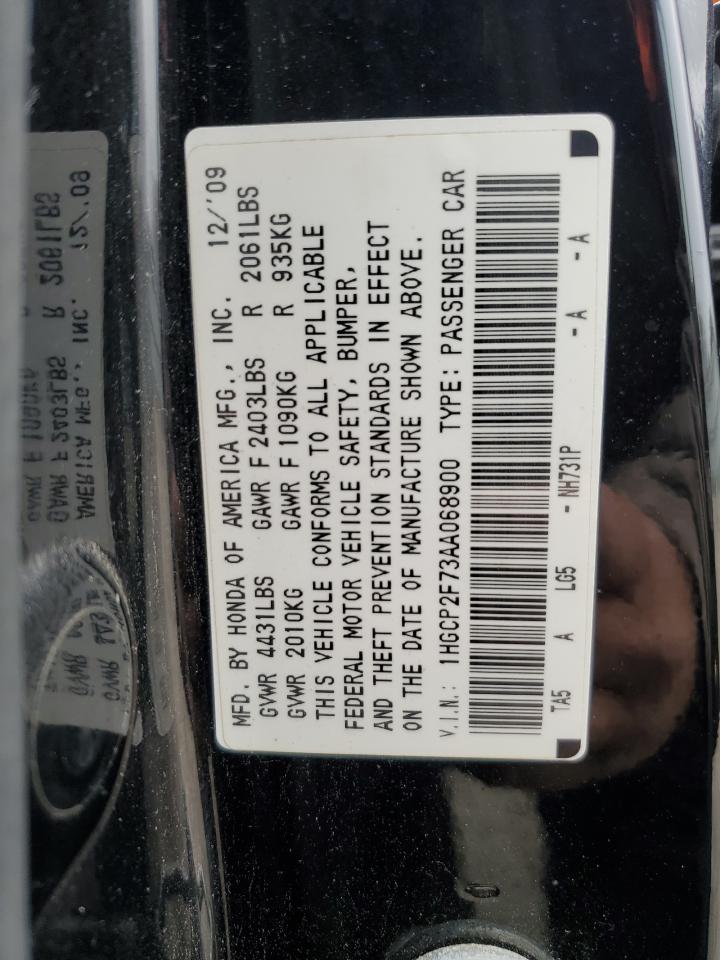 MFD. BY HONDA OF AMERICA MFG., INC. 12/'09
GVWR 4431LBS GAWR F 2403LBS R 2061LBS
GVWR 2010KG GAWR F 1090KG R 935KG
THIS VEHICLE CONFORMS TO ALL APPLICABLE
FEDERAL MOTOR VEHICLE SAFETY, BUMPER,
AND THEFT PREVENTION STANDARDS IN EFFECT
ON THE DATE OF MANUFACTURE SHOWN ABOVE.
V.I.N.: 1HGCP2F73AA068900 TYPE: PASSENGER CAR
TA5 A LG5 - NH731P - A - A